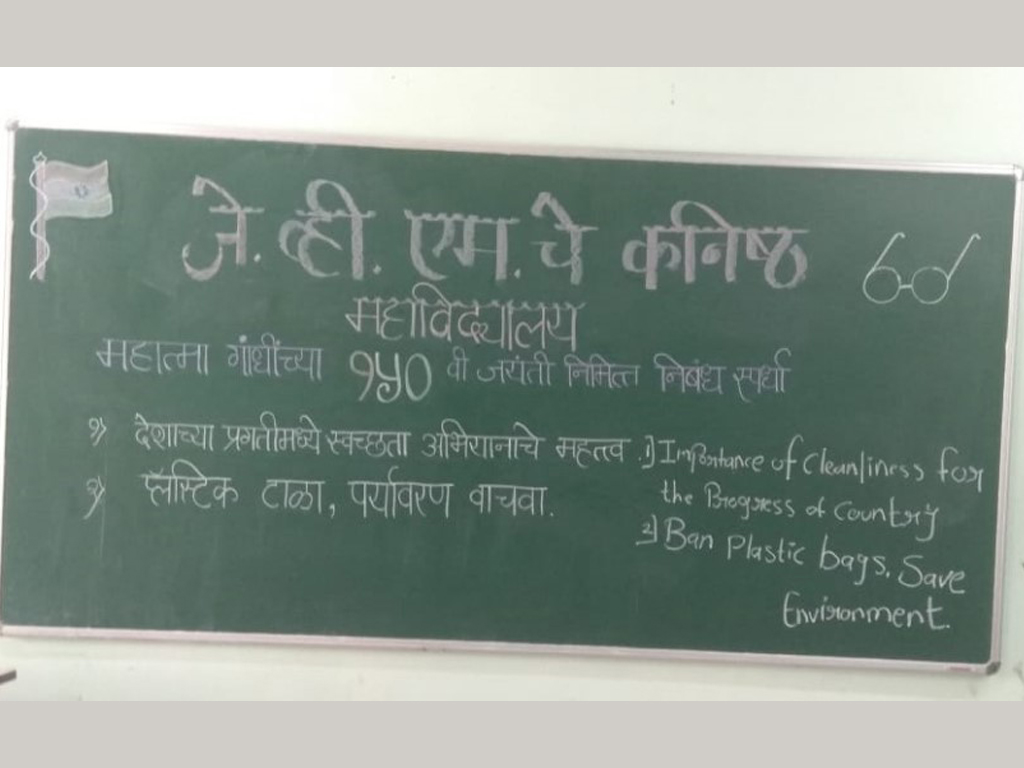 जे. व्ही. एम. चे कनिष्ठ
महाविद्यालय
महात्मा गांधींच्या १५० वी जयंती निमित्त निबंध स्पर्धा
१) देशाच्या प्रगतीमध्ये स्वच्छता अभियानाचे महत्त्व .
२) प्लॅस्टिक टाळा, पर्यावरण वाचवा.
1) Importance of Cleanliness for
the Progress of Country
2) Ban Plastic bags. Save
Environment.